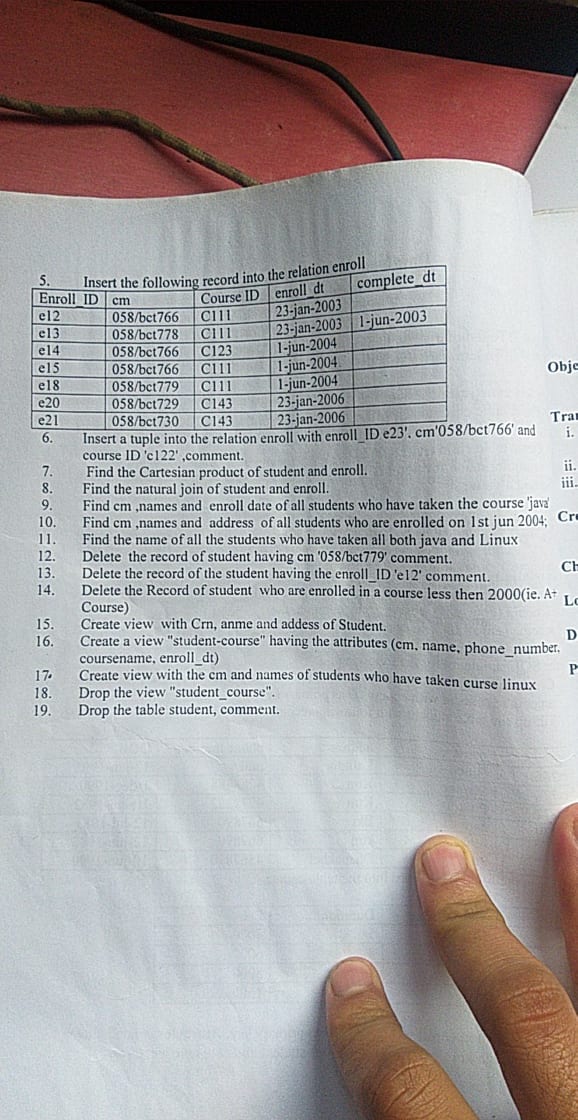 5. Insert the following record into the relation enroll
Enroll_ID cm Course ID enroll_dt complete_dt
e12 058/bct766 C111 23-jan-2003
e13 058/bct778 C111 23-jan-2003 1-jun-2003
e14 058/bct766 C123 1-jun-2004
e15 058/bct766 C111 1-jun-2004
e18 058/bct779 C111 1-jun-2004
e20 058/bct729 C143 23-jan-2006
e21 058/bct730 C143 23-jan-2006
6. Insert a tuple into the relation enroll with enroll_ID e23', cm'058/bct766' and
course ID 'c122' ,comment.
7. Find the Cartesian product of student and enroll.
8. Find the natural join of student and enroll.
9. Find cm ,names and enroll date of all students who have taken the course 'java'
10. Find cm ,names and address of all students who are enrolled on 1st jun 2004;
11. Find the name of all the students who have taken all both java and Linux
12. Delete the record of student having cm '058/bct779' comment.
13. Delete the record of the student having the enroll_ID 'e12' comment.
14. Delete the Record of student who are enrolled in a course less then 2000(ie. A+
Course)
15. Create view with Crn, anme and addess of Student.
16. Create a view "student-course" having the attributes (cm, name, phone_number,
coursename, enroll_dt)
17. Create view with the cm and names of students who have taken curse linux
18. Drop the view "student_course".
19. Drop the table student, comment.
Obje
Tran
i.
ii.
iii.
Cre
Ch
Lo
D
P